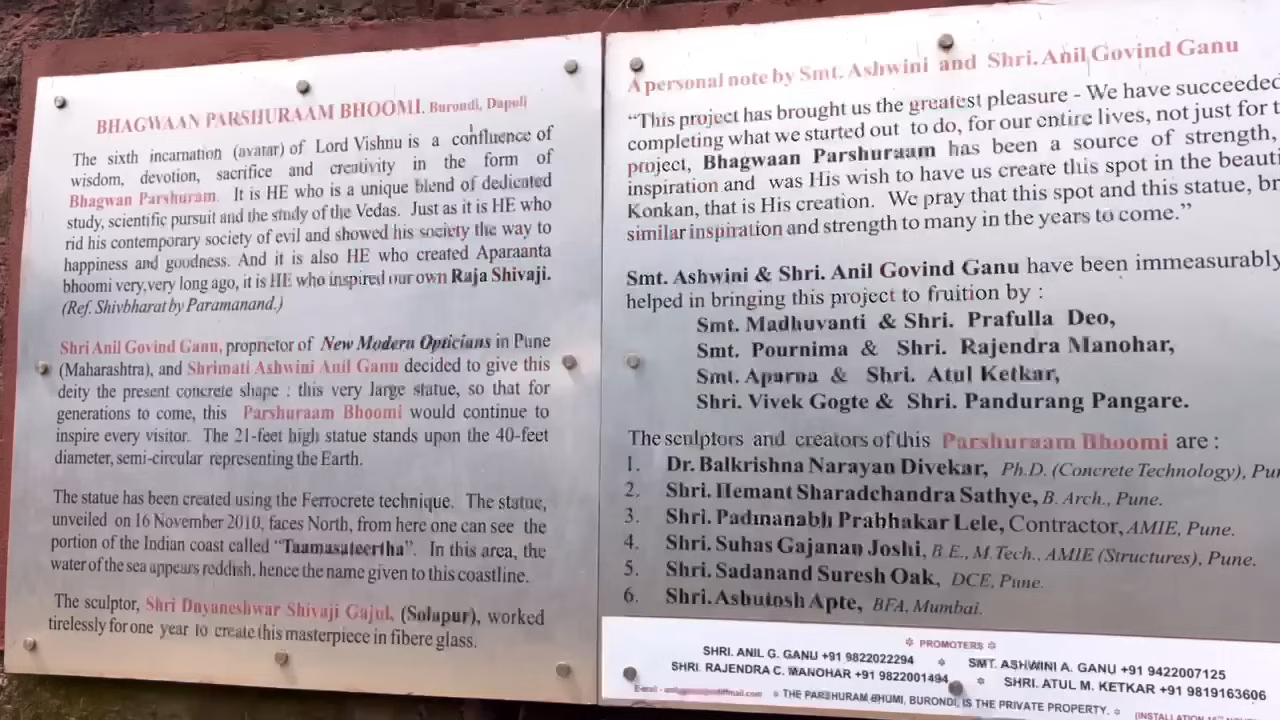 BHAGWAAN PARSHURAAM BHOOMI, Burondi, Dapoli
The sixth incarnation (avatar) of Lord Vishnu is a confluence of
wisdom, devotion, sacrifice and creativity in the form of
Bhagwan Parshuram. It is HE who is a unique blend of dedicated
study, scientific pursuit and the study of the Vedas. Just as it is HE who
rid his contemporary society of evil and showed his society the way to
happiness and goodness. And it is also HE who created Aparaanta
bhoomi very,very long ago, it is HE who inspired our own Raja Shivaji.
(Ref. Shivbharat by Paramanand.)
Shri Anil Govind Ganu, proprietor of New Modern Opticians in Pune
(Maharashtra), and Shrimati Ashwini Anil Ganu decided to give this
deity the present concrete shape : this very large statue, so that for
generations to come, this Parshuraam Bhoomi would continue to
inspire every visitor. The 21-feet high statue stands upon the 40-feet
diameter, semi-circular representing the Earth.
The statue has been created using the Ferrocrete technique. The statue,
unveiled on 16 November 2010, faces North, from here one can see the
portion of the Indian coast called “Taamasateertha”. In this area, the
water of the sea appears reddish, hence the name given to this coastline.
The sculptor, Shri Dnyaneshwar Shivaji Gajul, (Solapur), worked
tirelessly for one year to create this masterpiece in fibere glass.
A personal note by Smt. Ashwini and Shri. Anil Govind Ganu
“This project has brought us the greatest pleasure - We have succeeded
completing what we started out to do, for our entire lives, not just for
project, Bhagwaan Parshuraam has been a source of strength,
inspiration and was His wish to have us create this spot in the
Konkan, that is His creation. We pray that this spot and this statue,
similar inspiration and strength to many in the years to come.”
Smt. Ashwini & Shri. Anil Govind Ganu have been immeasurably
helped in bringing this project to fruition by :
Smt. Madhuvanti & Shri. Prafulla Deo,
Smt. Pournima & Shri. Rajendra Manohar,
Smt. Aparna & Shri. Atul Ketkar,
Shri. Vivek Gogte & Shri. Pandurang Pangare.
The sculptors and creators of this Parshuraam Bhoomi are :
1. Dr. Balkrishna Narayan Divekar, Ph.D. (Concrete Technology),
2. Shri. Hemant Sharadchandra Sathye, B. Arch., Pune.
3. Shri. Padmanabh Prabhakar Lele, Contractor, AMIE, Pune.
4. Shri. Suhas Gajanan Joshi, B.E., M.Tech., AMIE (Structures), Pune.
5. Shri. Sadanand Suresh Oak, DCE, Pune.
6. Shri. Ashutosh Apte, BFA, Mumbai.
PROMOTERS
SHRI. ANIL G. GANU +91 9822022294 SMT. ASHWINI A. GANU +91 9422007125
SHRI. RAJENDRA C. MANOHAR +91 9822001494 SHRI. ATUL M. KETKAR +91 9819163606
E-mail - THE PARSHURAM BHUMI, BURONDI, IS THE PRIVATE PROPERTY.